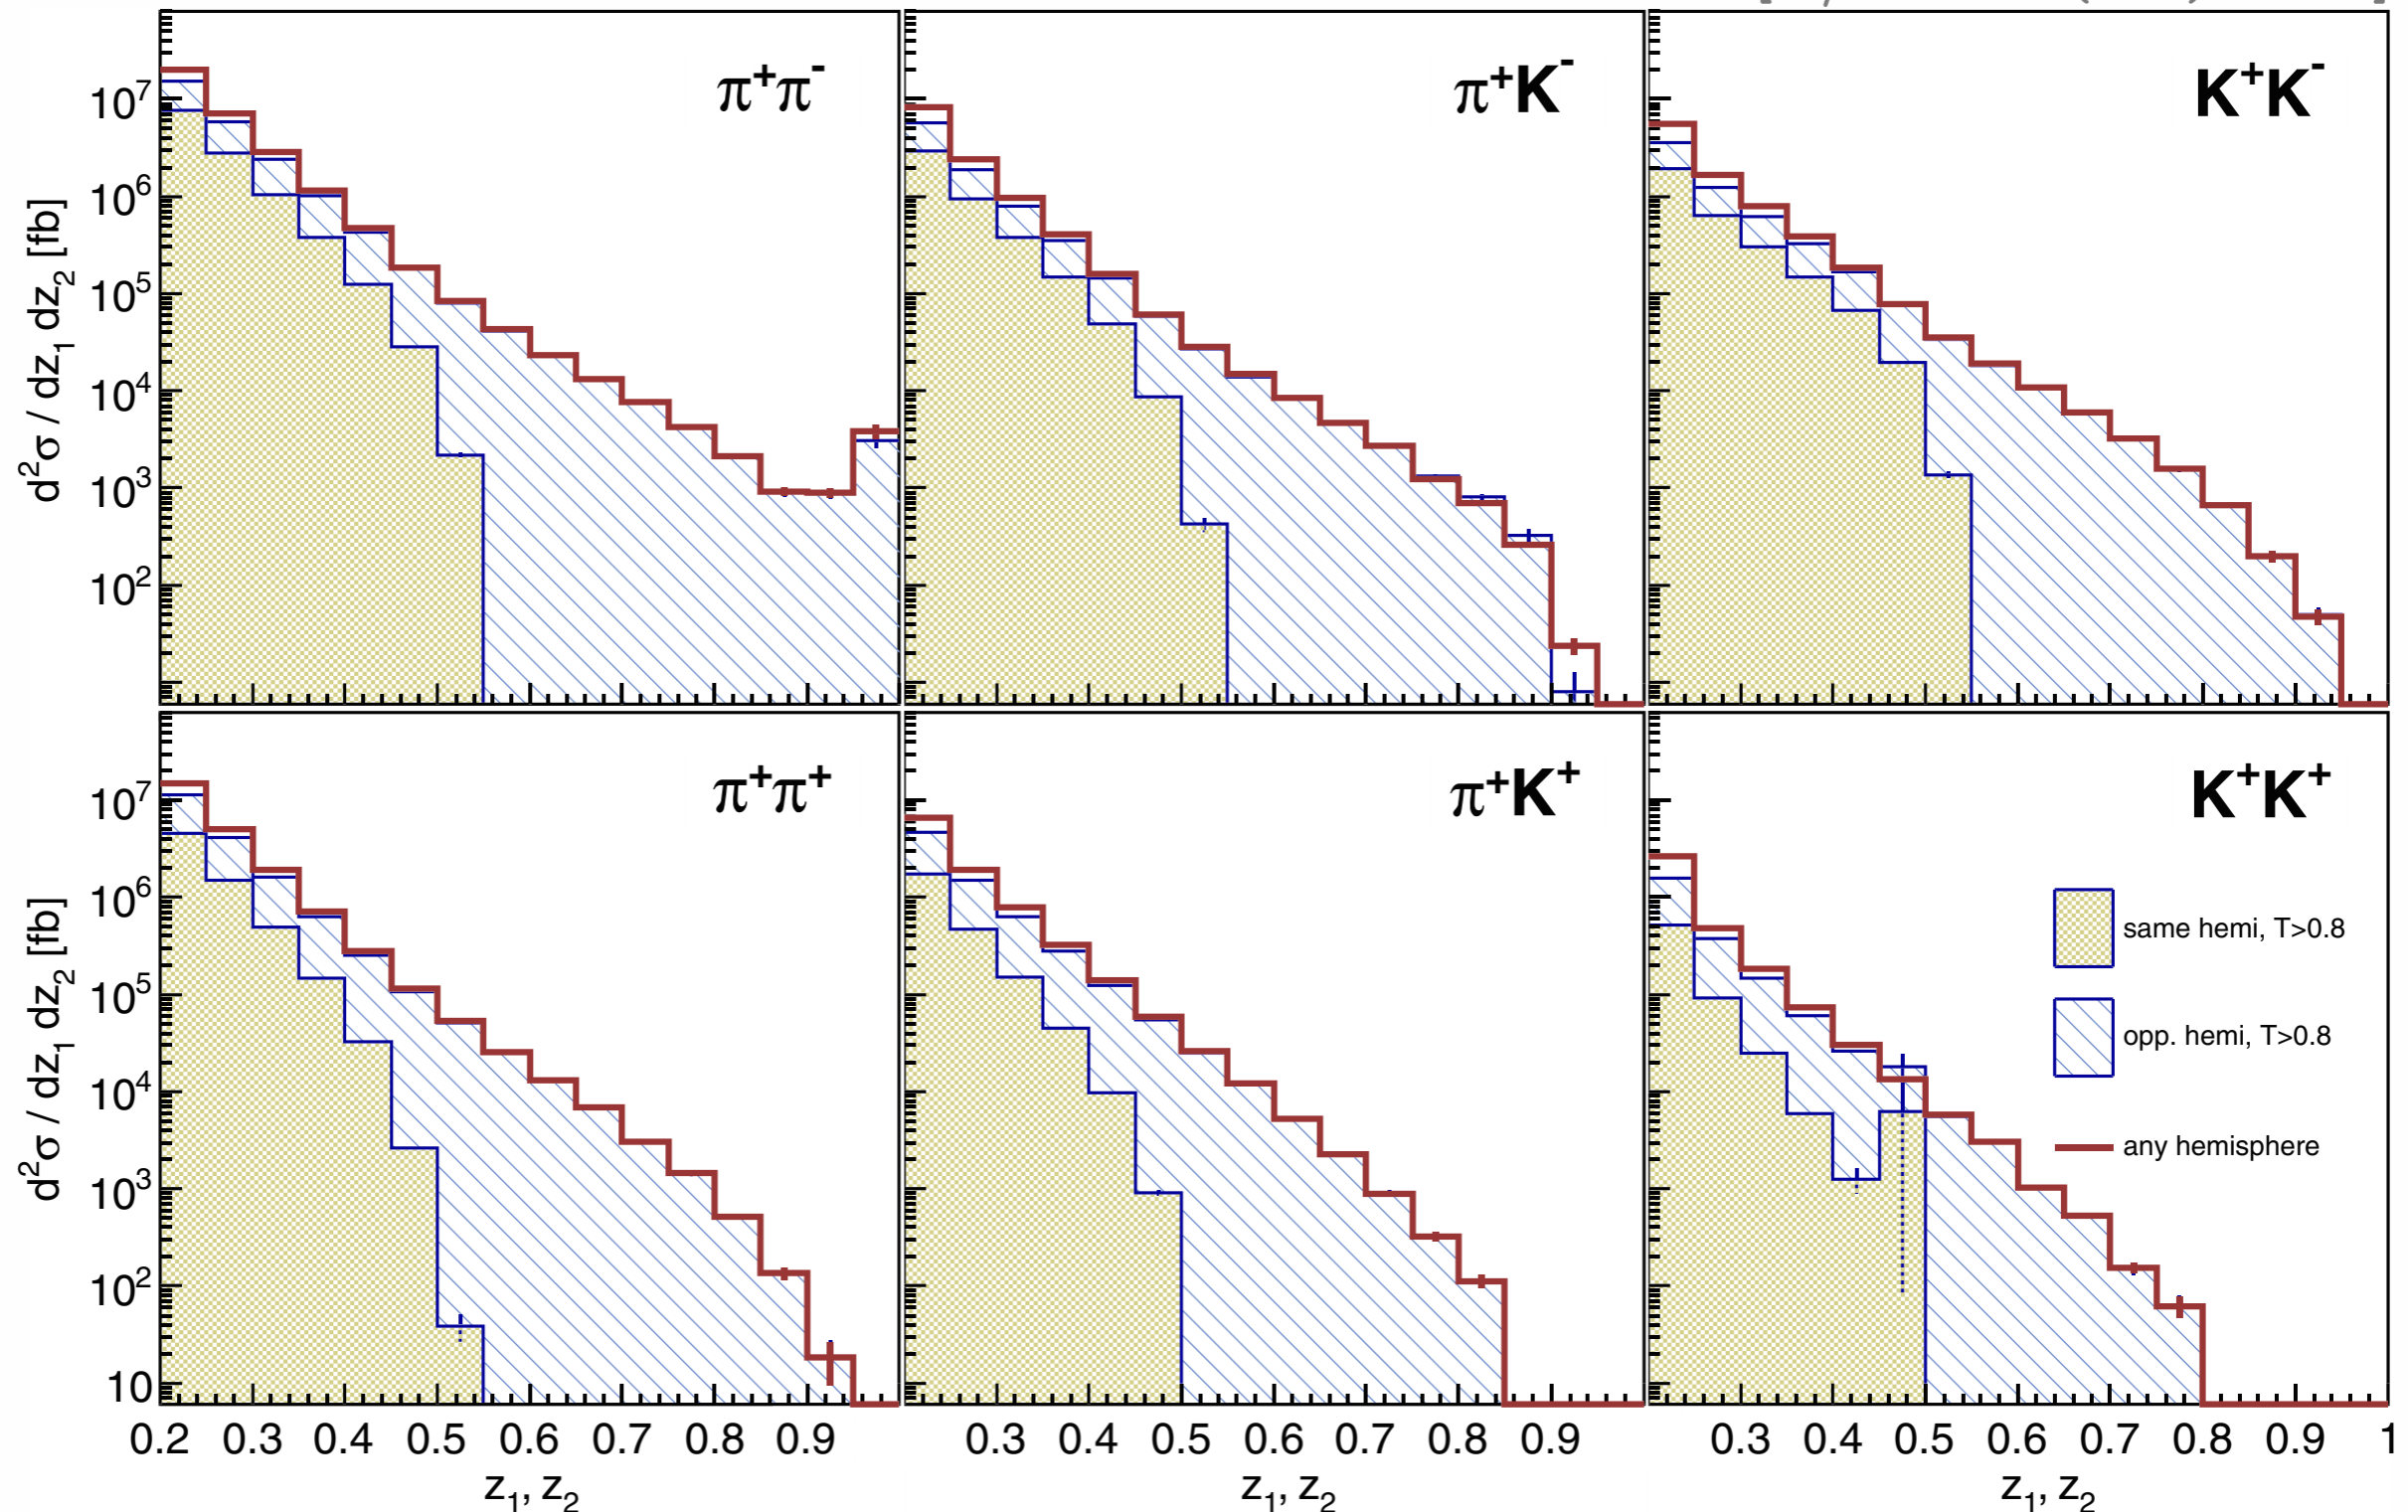 π⁺π⁻
π⁺K⁻
K⁺K⁻
d²σ / dz₁ dz₂ [fb]
10⁷
10⁶
10⁵
10⁴
10³
10²
π⁺π⁺
π⁺K⁺
K⁺K⁺
d²σ / dz₁ dz₂ [fb]
10⁷
10⁶
10⁵
10⁴
10³
10²
10
same hemi, T>0.8
opp. hemi, T>0.8
any hemisphere
0.2 0.3 0.4 0.5 0.6 0.7 0.8 0.9
0.3 0.4 0.5 0.6 0.7 0.8 0.9
0.3 0.4 0.5 0.6 0.7 0.8 0.9 1
z₁, z₂
z₁, z₂
z₁, z₂